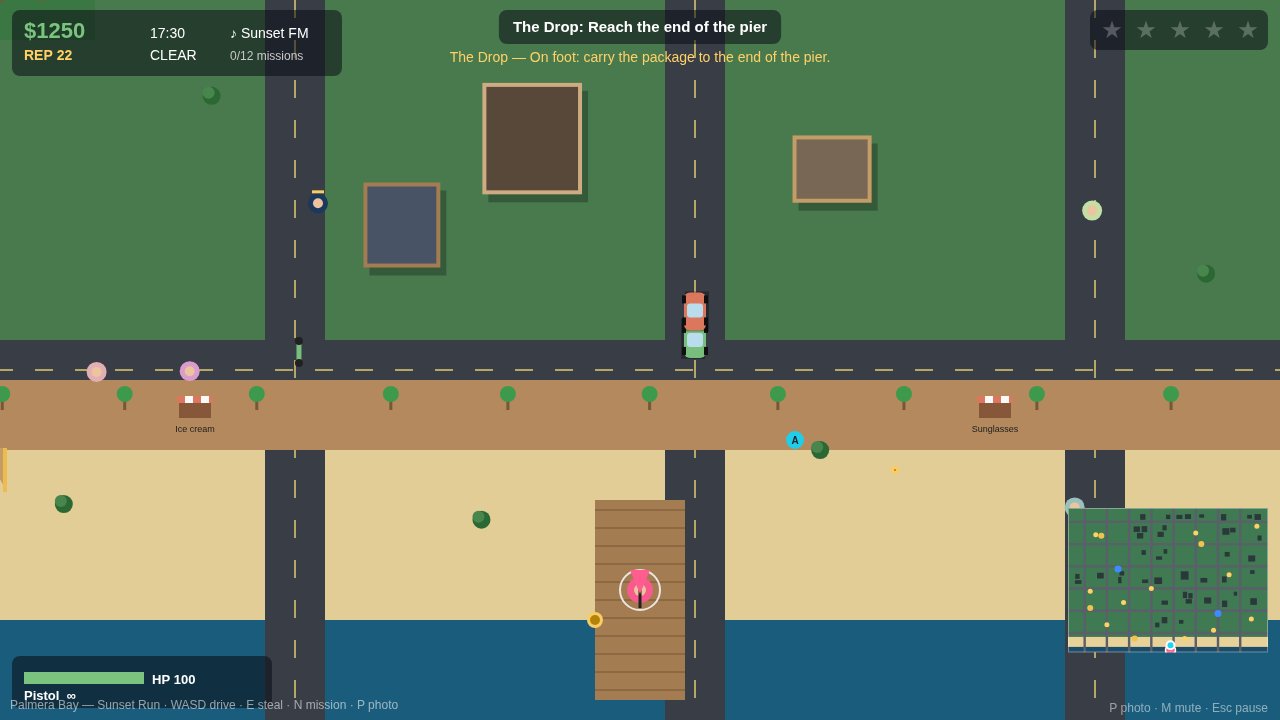 $1250
17:30
♪ Sunset FM
REP 22
CLEAR
0/12 missions
The Drop: Reach the end of the pier
The Drop — On foot: carry the package to the end of the pier.
★ ★ ★ ★ ★
Ice cream
Sunglasses
A
HP 100
Pistol ∞
Palmera Bay — Sunset Run · WASD drive · E steal · N mission · P photo
P photo · M mute · Esc pause